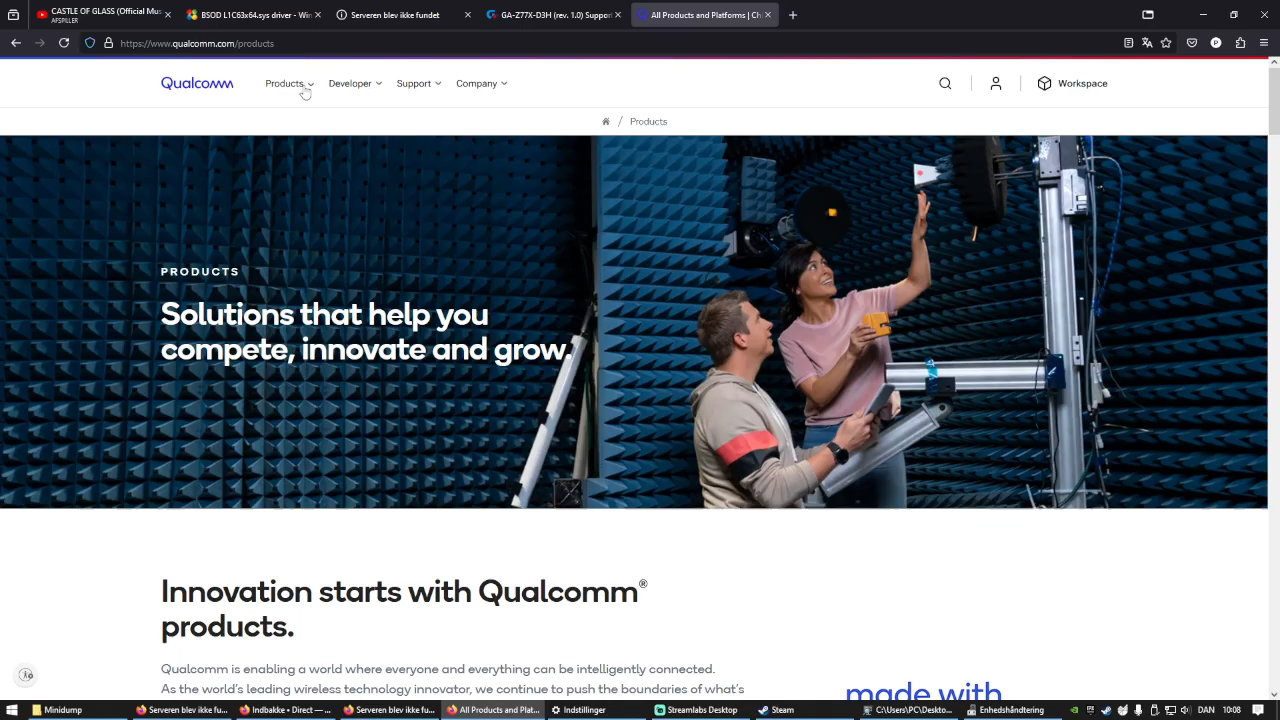 CASTLE OF GLASS (Official Mus
AFSPILLER
BSOD L1C63x64.sys driver - Win
Serveren blev ikke fundet
GA-Z77X-D3H (rev. 1.0) Support
All Products and Platforms | Ch
https://www.qualcomm.com/products
Qualcomm
Products
Developer
Support
Company
Workspace
/ Products
PRODUCTS
Solutions that help you
compete, innovate and grow.
Innovation starts with Qualcomm®
products.
Qualcomm is enabling a world where everyone and everything can be intelligently connected.
As the world's leading wireless technology innovator, we continue to push the boundaries of what's
made with
Minidump
Serveren blev ikke fu...
Indbakke • Direct — ...
Serveren blev ikke fu...
All Products and Plat...
Indstillinger
Streamlabs Desktop
Steam
C:\Users\PC\Deskto...
Enhedshåndtering
DAN
10:08